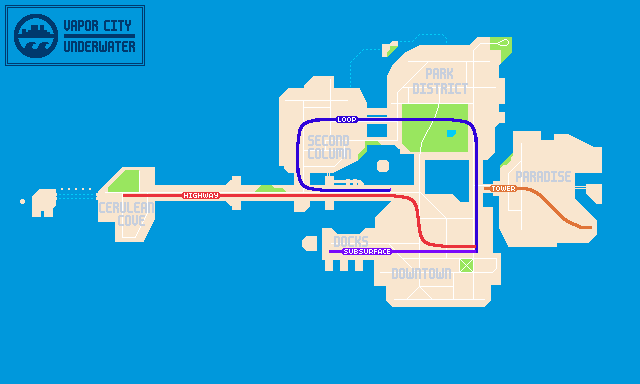 VAPOR CITY
UNDERWATER
PARK
DISTRICT
LOOP
SECOND
COLUMN
PARADISE
TOWER
HIGHWAY
CERULEAN
COVE
DOCKS
SUBSURFACE
DOWNTOWN